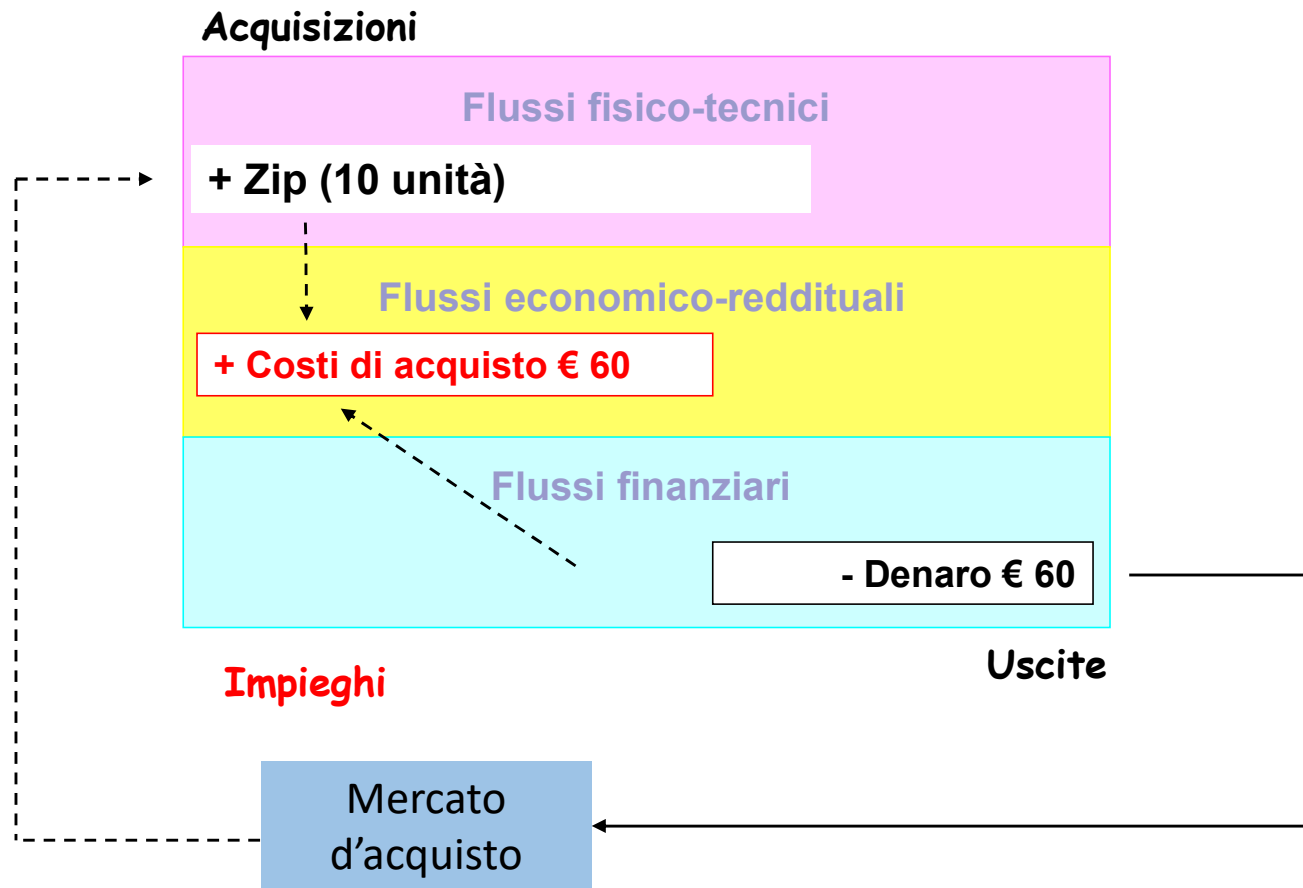 Acquisizioni
Flussi fisico-tecnici
+ Zip (10 unità)
Flussi economico-reddituali
+ Costi di acquisto € 60
Flussi finanziari
- Denaro € 60
Uscite
Impieghi
Mercato
d'acquisto